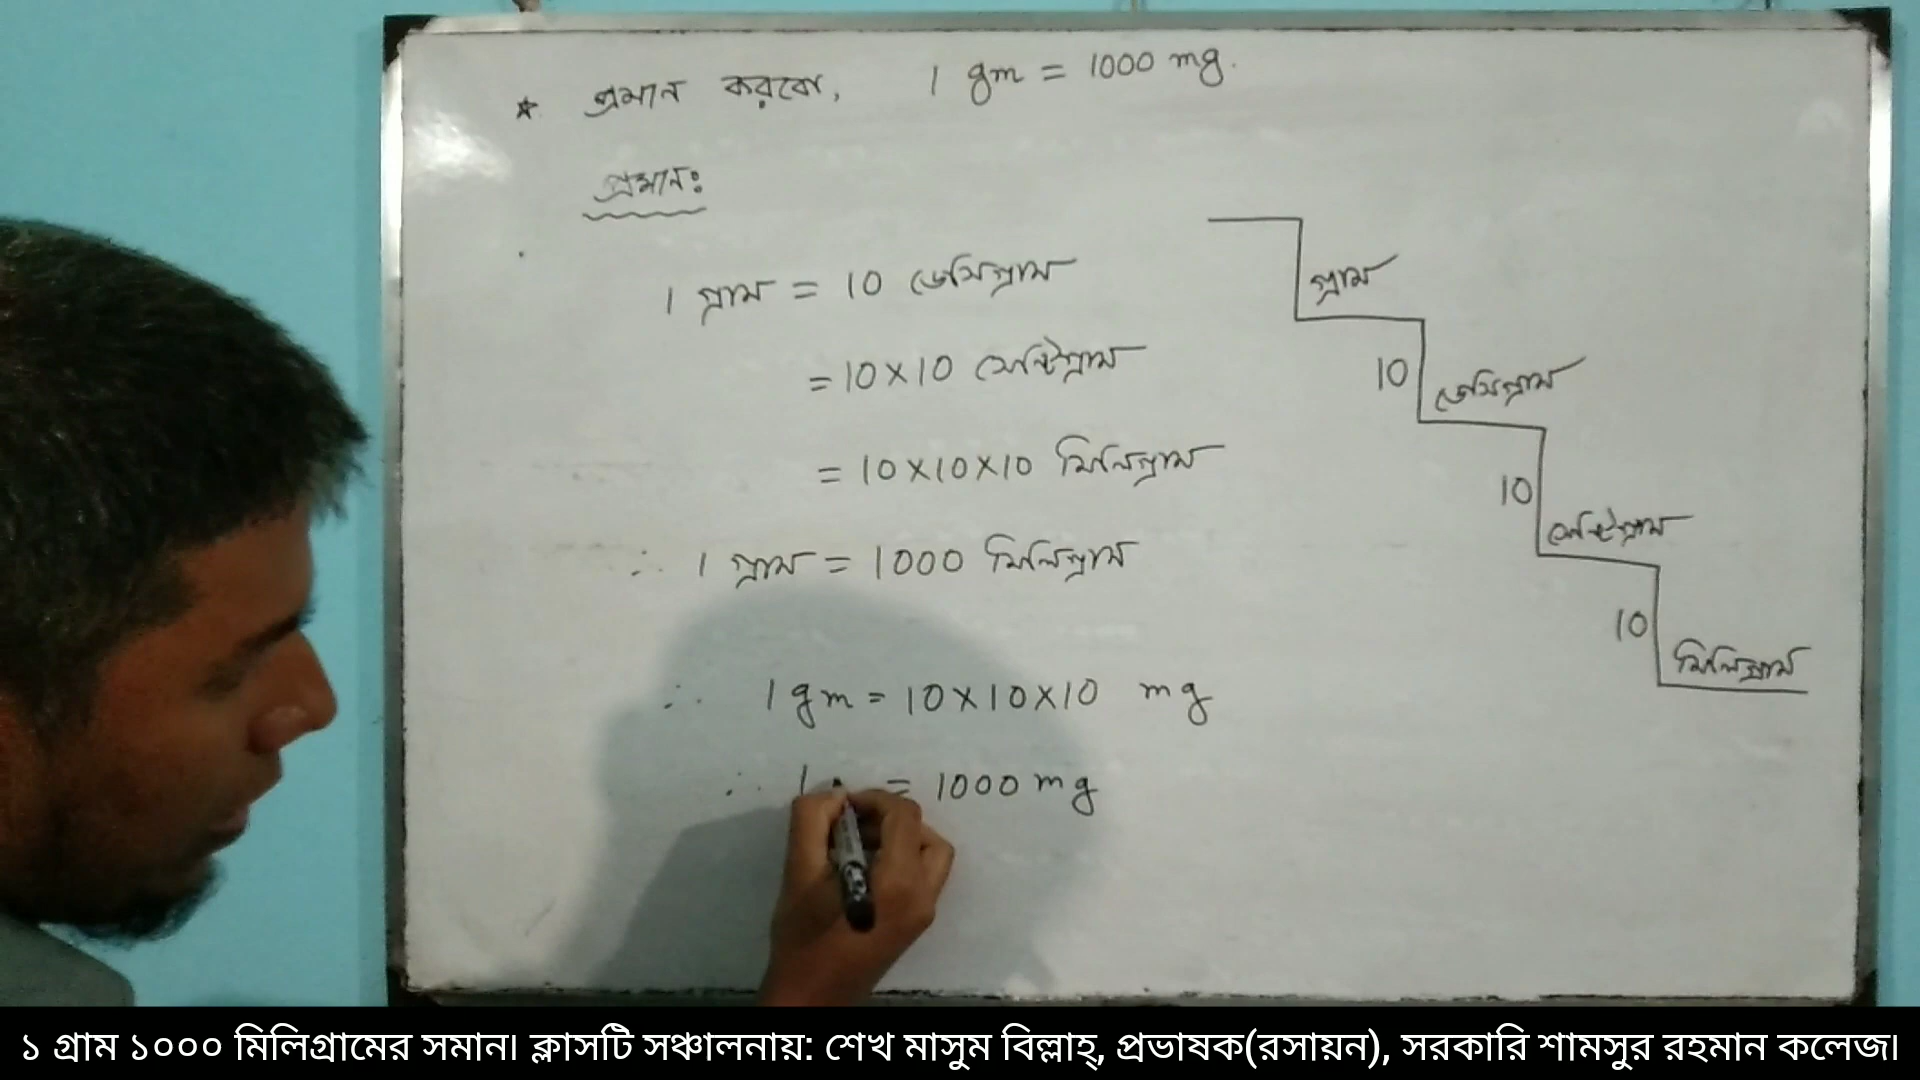 * প্রমান করবো, 1 gm = 1000 mg.
প্রমান:
1 গ্রাম = 10 ডেসিগ্রাম
= 10×10 সেন্টিগ্রাম
= 10×10×10 মিলিগ্রাম
∴ 1 গ্রাম = 1000 মিলিগ্রাম
∴ 1 gm = 10×10×10 mg
∴ 1 = 1000 mg
গ্রাম
10 ডেসিগ্রাম
10 সেন্টিগ্রাম
10 মিলিগ্রাম
১ গ্রাম ১০০০ মিলিগ্রামের সমান। ক্লাসটি সঞ্চালনায়: শেখ মাসুম বিল্লাহ্, প্রভাষক(রসায়ন), সরকারি শামসুর রহমান কলেজ।